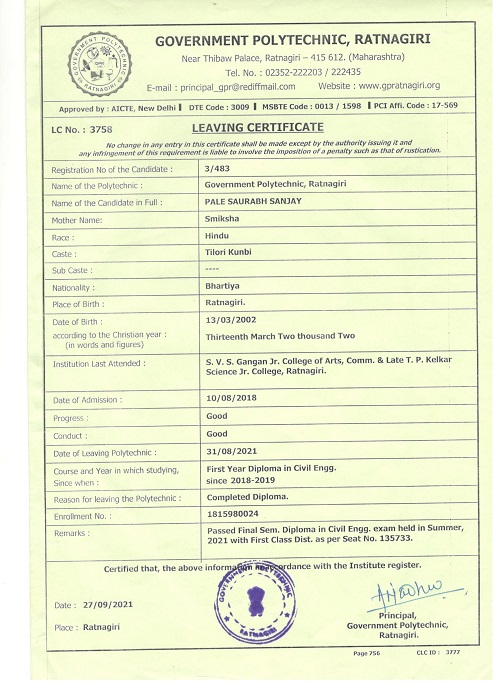 GOVERNMENT POLYTECHNIC, RATNAGIRI
Near Thibaw Palace, Ratnagiri – 415 612. (Maharashtra)
Tel. No. : 02352-222203 / 222435
E-mail : principal_gpr@rediffmail.com Website : www.gpratnagiri.org
GOVERNMENT POLYTECHNIC
RATNAGIRI
Approved by : AICTE, New Delhi | DTE Code : 3009 | MSBTE Code : 0013 / 1598 | PCI Affi. Code : 17-569
LC No. : 3758 LEAVING CERTIFICATE
No change in any entry in this certificate shall be made except by the authority issuing it and
any infringement of this requirement is liable to involve the imposition of a penalty such as that of rustication.
Registration No of the Candidate : 3/483
Name of the Polytechnic : Government Polytechnic, Ratnagiri
Name of the Candidate in Full : PALE SAURABH SANJAY
Mother Name: Smiksha
Race : Hindu
Caste : Tilori Kunbi
Sub Caste : ----
Nationality : Bhartiya
Place of Birth : Ratnagiri.
Date of Birth : 13/03/2002
according to the Christian year : Thirteenth March Two thousand Two
(in words and figures)
Institution Last Attended : S. V. S. Gangan Jr. College of Arts, Comm. & Late T. P. Kelkar
Science Jr. College, Ratnagiri.
Date of Admission : 10/08/2018
Progress : Good
Conduct : Good
Date of Leaving Polytechnic : 31/08/2021
Course and Year in which studying, First Year Diploma in Civil Engg.
Since when : since 2018-2019
Reason for leaving the Polytechnic : Completed Diploma.
Enrollment No. : 1815980024
Remarks : Passed Final Sem. Diploma in Civil Engg. exam held in Summer,
2021 with First Class Dist. as per Seat No. 135733.
Certified that, the above information accordance with the Institute register.
GOVERNMENT POLYTECHNIC
RATNAGIRI
Date : 27/09/2021
Place : Ratnagiri
Principal,
Government Polytechnic,
Ratnagiri.
Page 756 CLC ID : 3777